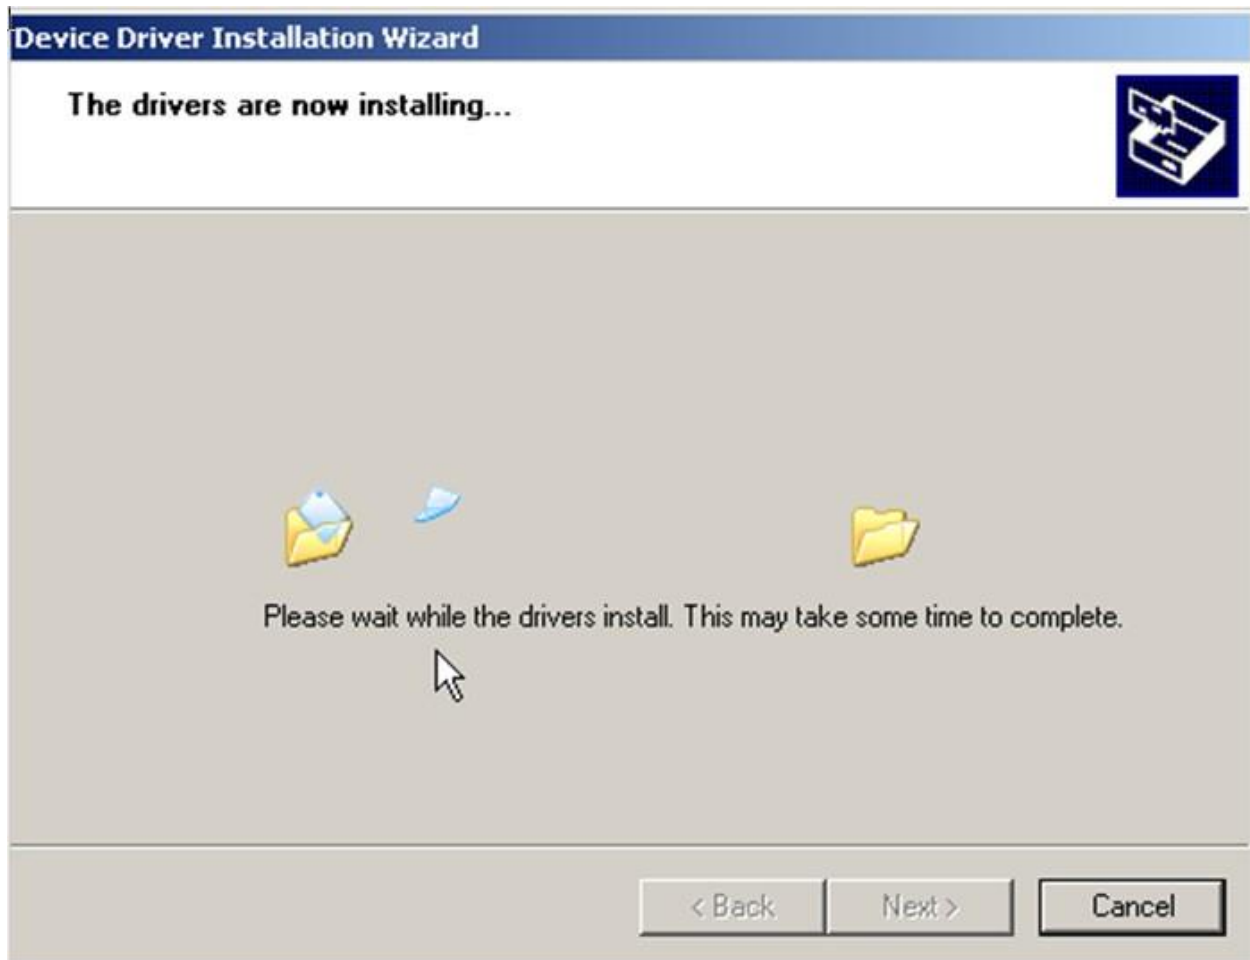 Device Driver Installation Wizard
The drivers are now installing...
Please wait while the drivers install. This may take some time to complete.
< Back
Next >
Cancel